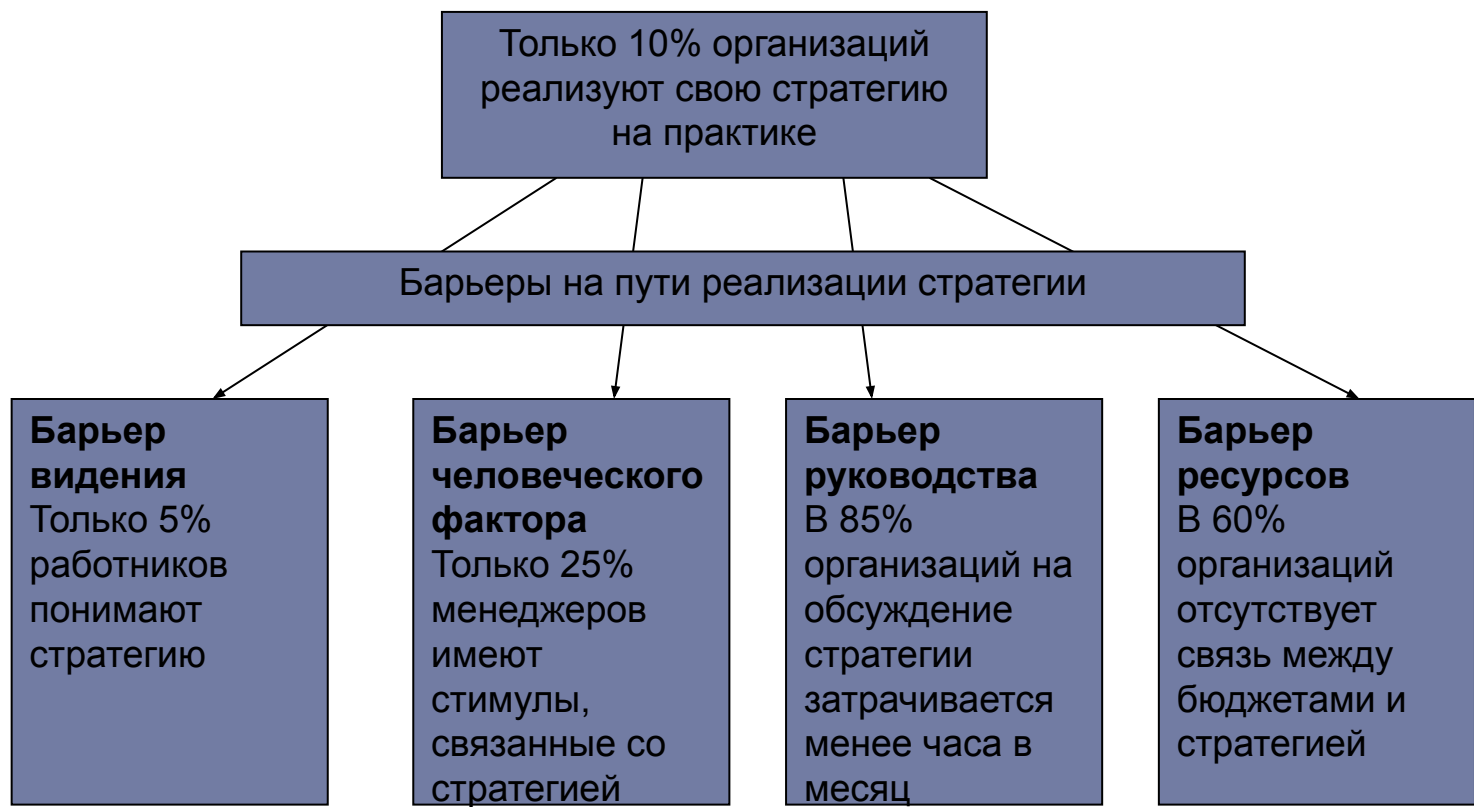 Только 10% организаций
реализуют свою стратегию
на практике
Барьеры на пути реализации стратегии
Барьер
видения
Только 5%
работников
понимают
стратегию
Барьер
человеческого
фактора
Только 25%
менеджеров
имеют
стимулы,
связанные со
стратегией
Барьер
руководства
В 85%
организаций на
обсуждение
стратегии
затрачивается
менее часа в
месяц
Барьер
ресурсов
В 60%
организаций
отсутствует
связь между
бюджетами и
стратегией